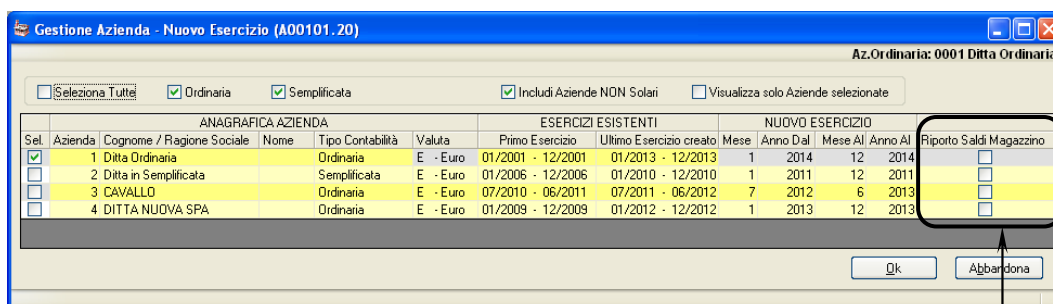 Gestione Azienda - Nuovo Esercizio (A00101.20)
Az.Ordinaria: 0001 Ditta Ordinaria
Seleziona Tutte Ordinaria Semplificata Includi Aziende NON Solari Visualizza solo Aziende selezionate
ANAGRAFICA AZIENDA ESERCIZI ESISTENTI NUOVO ESERCIZIO
Sel. Azienda Cognome / Ragione Sociale Nome Tipo Contabilità Valuta Primo Esercizio Ultimo Esercizio creato Mese Anno Dal Mese Al Anno Al Riporto Saldi Magazzino
1 Ditta Ordinaria Ordinaria E - Euro 01/2001 - 12/2001 01/2013 - 12/2013 1 2014 12 2014
2 Ditta in Semplificata Semplificata E - Euro 01/2006 - 12/2006 01/2010 - 12/2010 1 2011 12 2011
3 CAVALLO Ordinaria E - Euro 07/2010 - 06/2011 07/2011 - 06/2012 7 2012 6 2013
4 DITTA NUOVA SPA Ordinaria E - Euro 01/2009 - 12/2009 01/2012 - 12/2012 1 2013 12 2013
Ok Abbandona